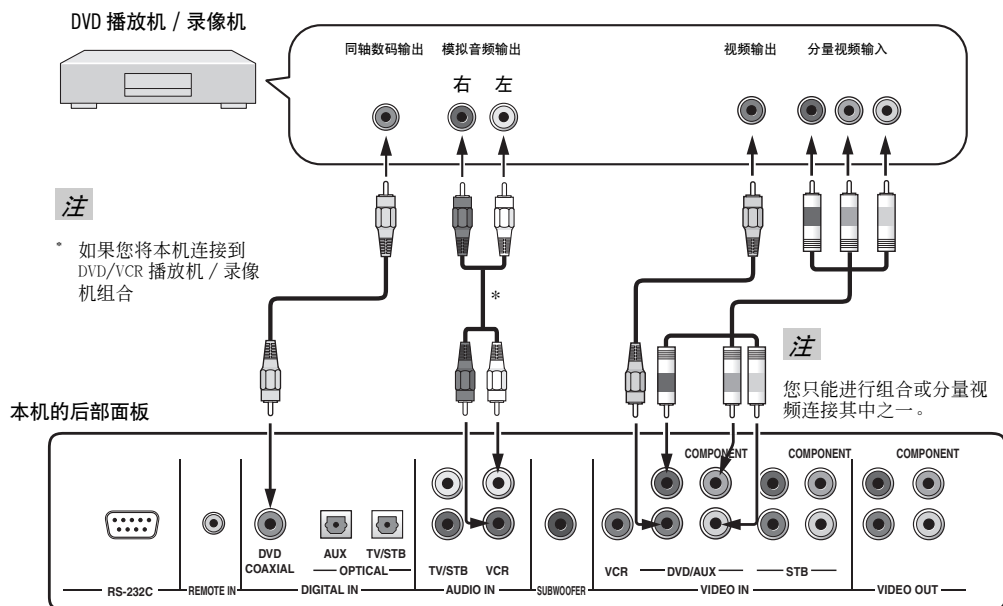 DVD 播放机 / 录像机
同轴数码输出
模拟音频输出
视频输出
分量视频输入
右
左
注
* 如果您将本机连接到
DVD/VCR 播放机 / 录像
机组合
*
注
您只能进行组合或分量视
频连接其中之一。
本机的后部面板
COMPONENT
COMPONENT
COMPONENT
DVD
COAXIAL
AUX
TV/STB
OPTICAL
TV/STB
VCR
VCR
DVD/AUX
STB
RS-232C
REMOTE IN
DIGITAL IN
AUDIO IN
SUBWOOFER
VIDEO IN
VIDEO OUT